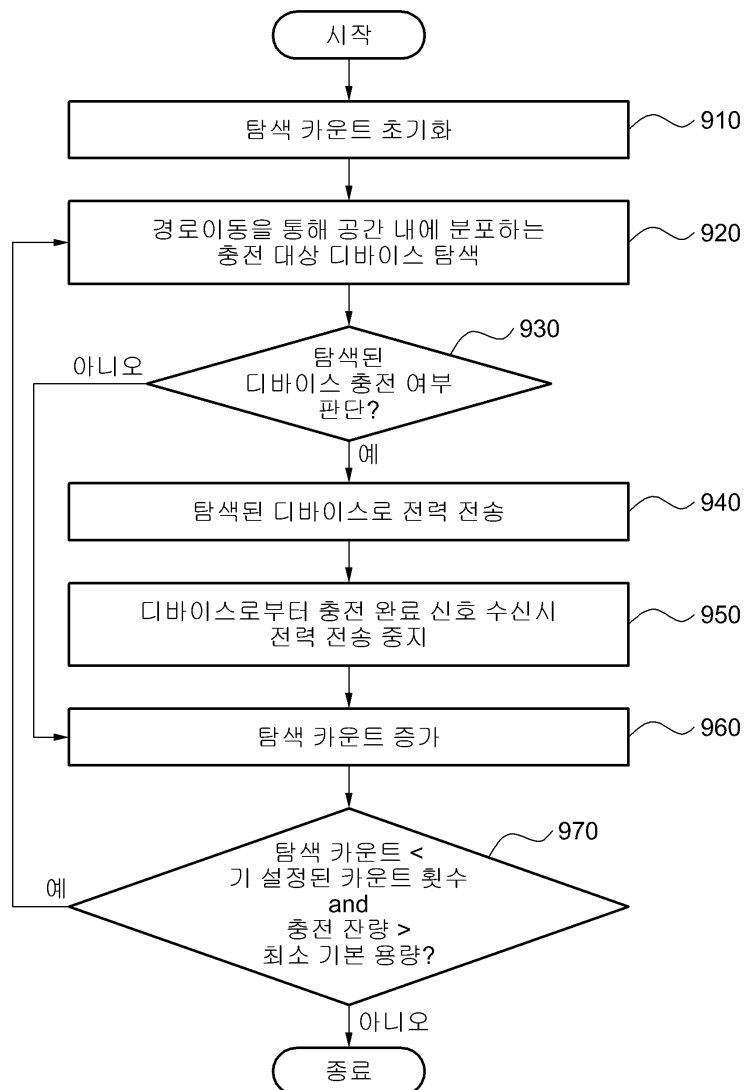 시작
탐색 카운트 초기화
910
경로이동을 통해 공간 내에 분포하는
충전 대상 디바이스 탐색
920
930
탐색된
디바이스 충전 여부
판단?
아니오
예
탐색된 디바이스로 전력 전송
940
디바이스로부터 충전 완료 신호 수신시
전력 전송 중지
950
탐색 카운트 증가
960
970
탐색 카운트 <
기 설정된 카운트 횟수
and
충전 잔량 >
최소 기본 용량?
예
아니오
종료